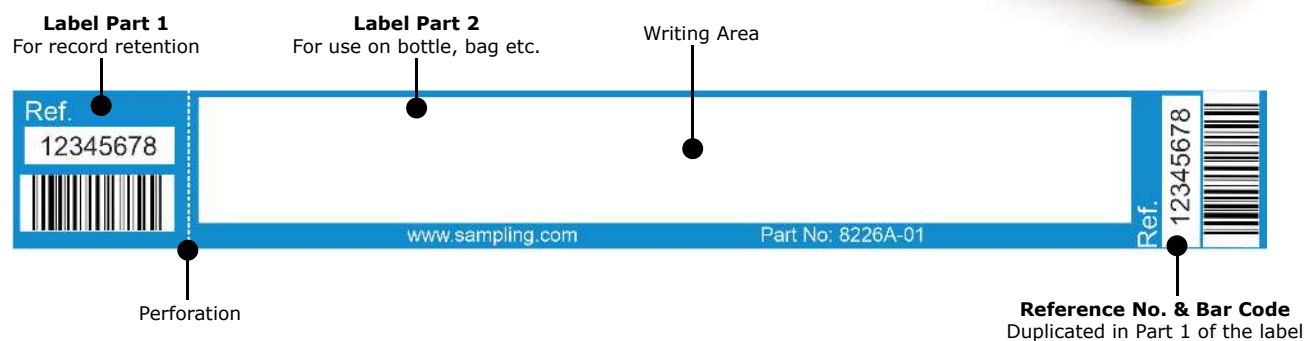 Label Part 1
For record retention
Label Part 2
For use on bottle, bag etc.
Writing Area
Ref.
12345678
www.sampling.com
Part No: 8226A-01
Ref.
12345678
Perforation
Reference No. & Bar Code
Duplicated in Part 1 of the label